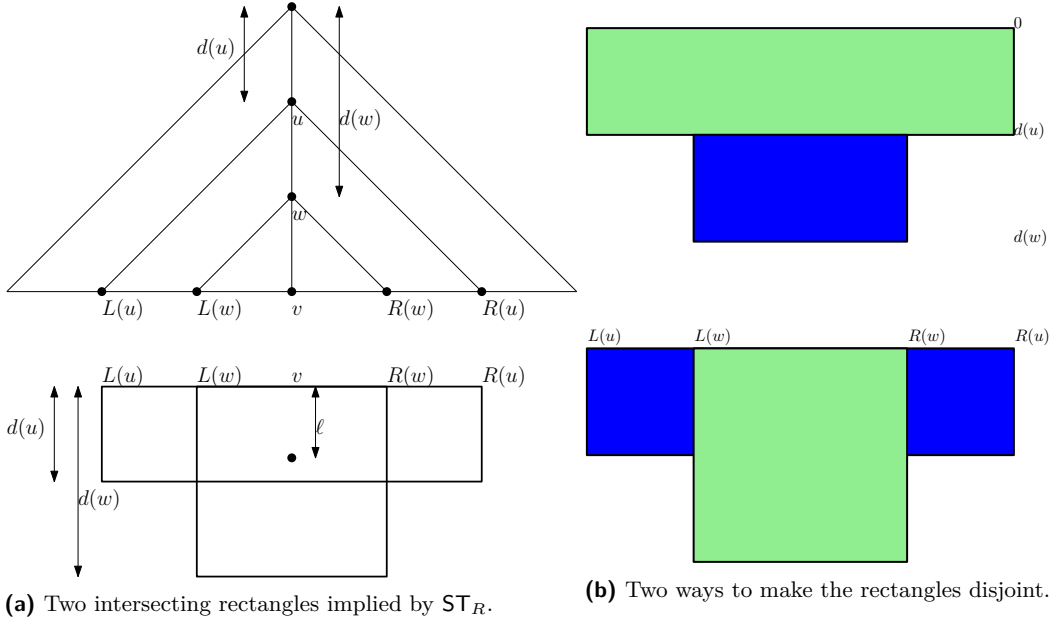 d(u)
d(w)
u
w
L(u) L(w) v R(w) R(u)
L(u) L(w) v R(w) R(u)
d(u)
ℓ
d(w)
(a) Two intersecting rectangles implied by ST_R.
0
d(u)
d(w)
L(u) L(w) R(w) R(u)
(b) Two ways to make the rectangles disjoint.